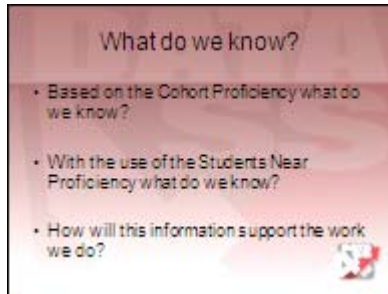 What do we know?
• Based on the Cohort Proficiency what do
we know?
• With the use of the Students Near
Proficiency what do we know?
• How will this information support the work
we do?